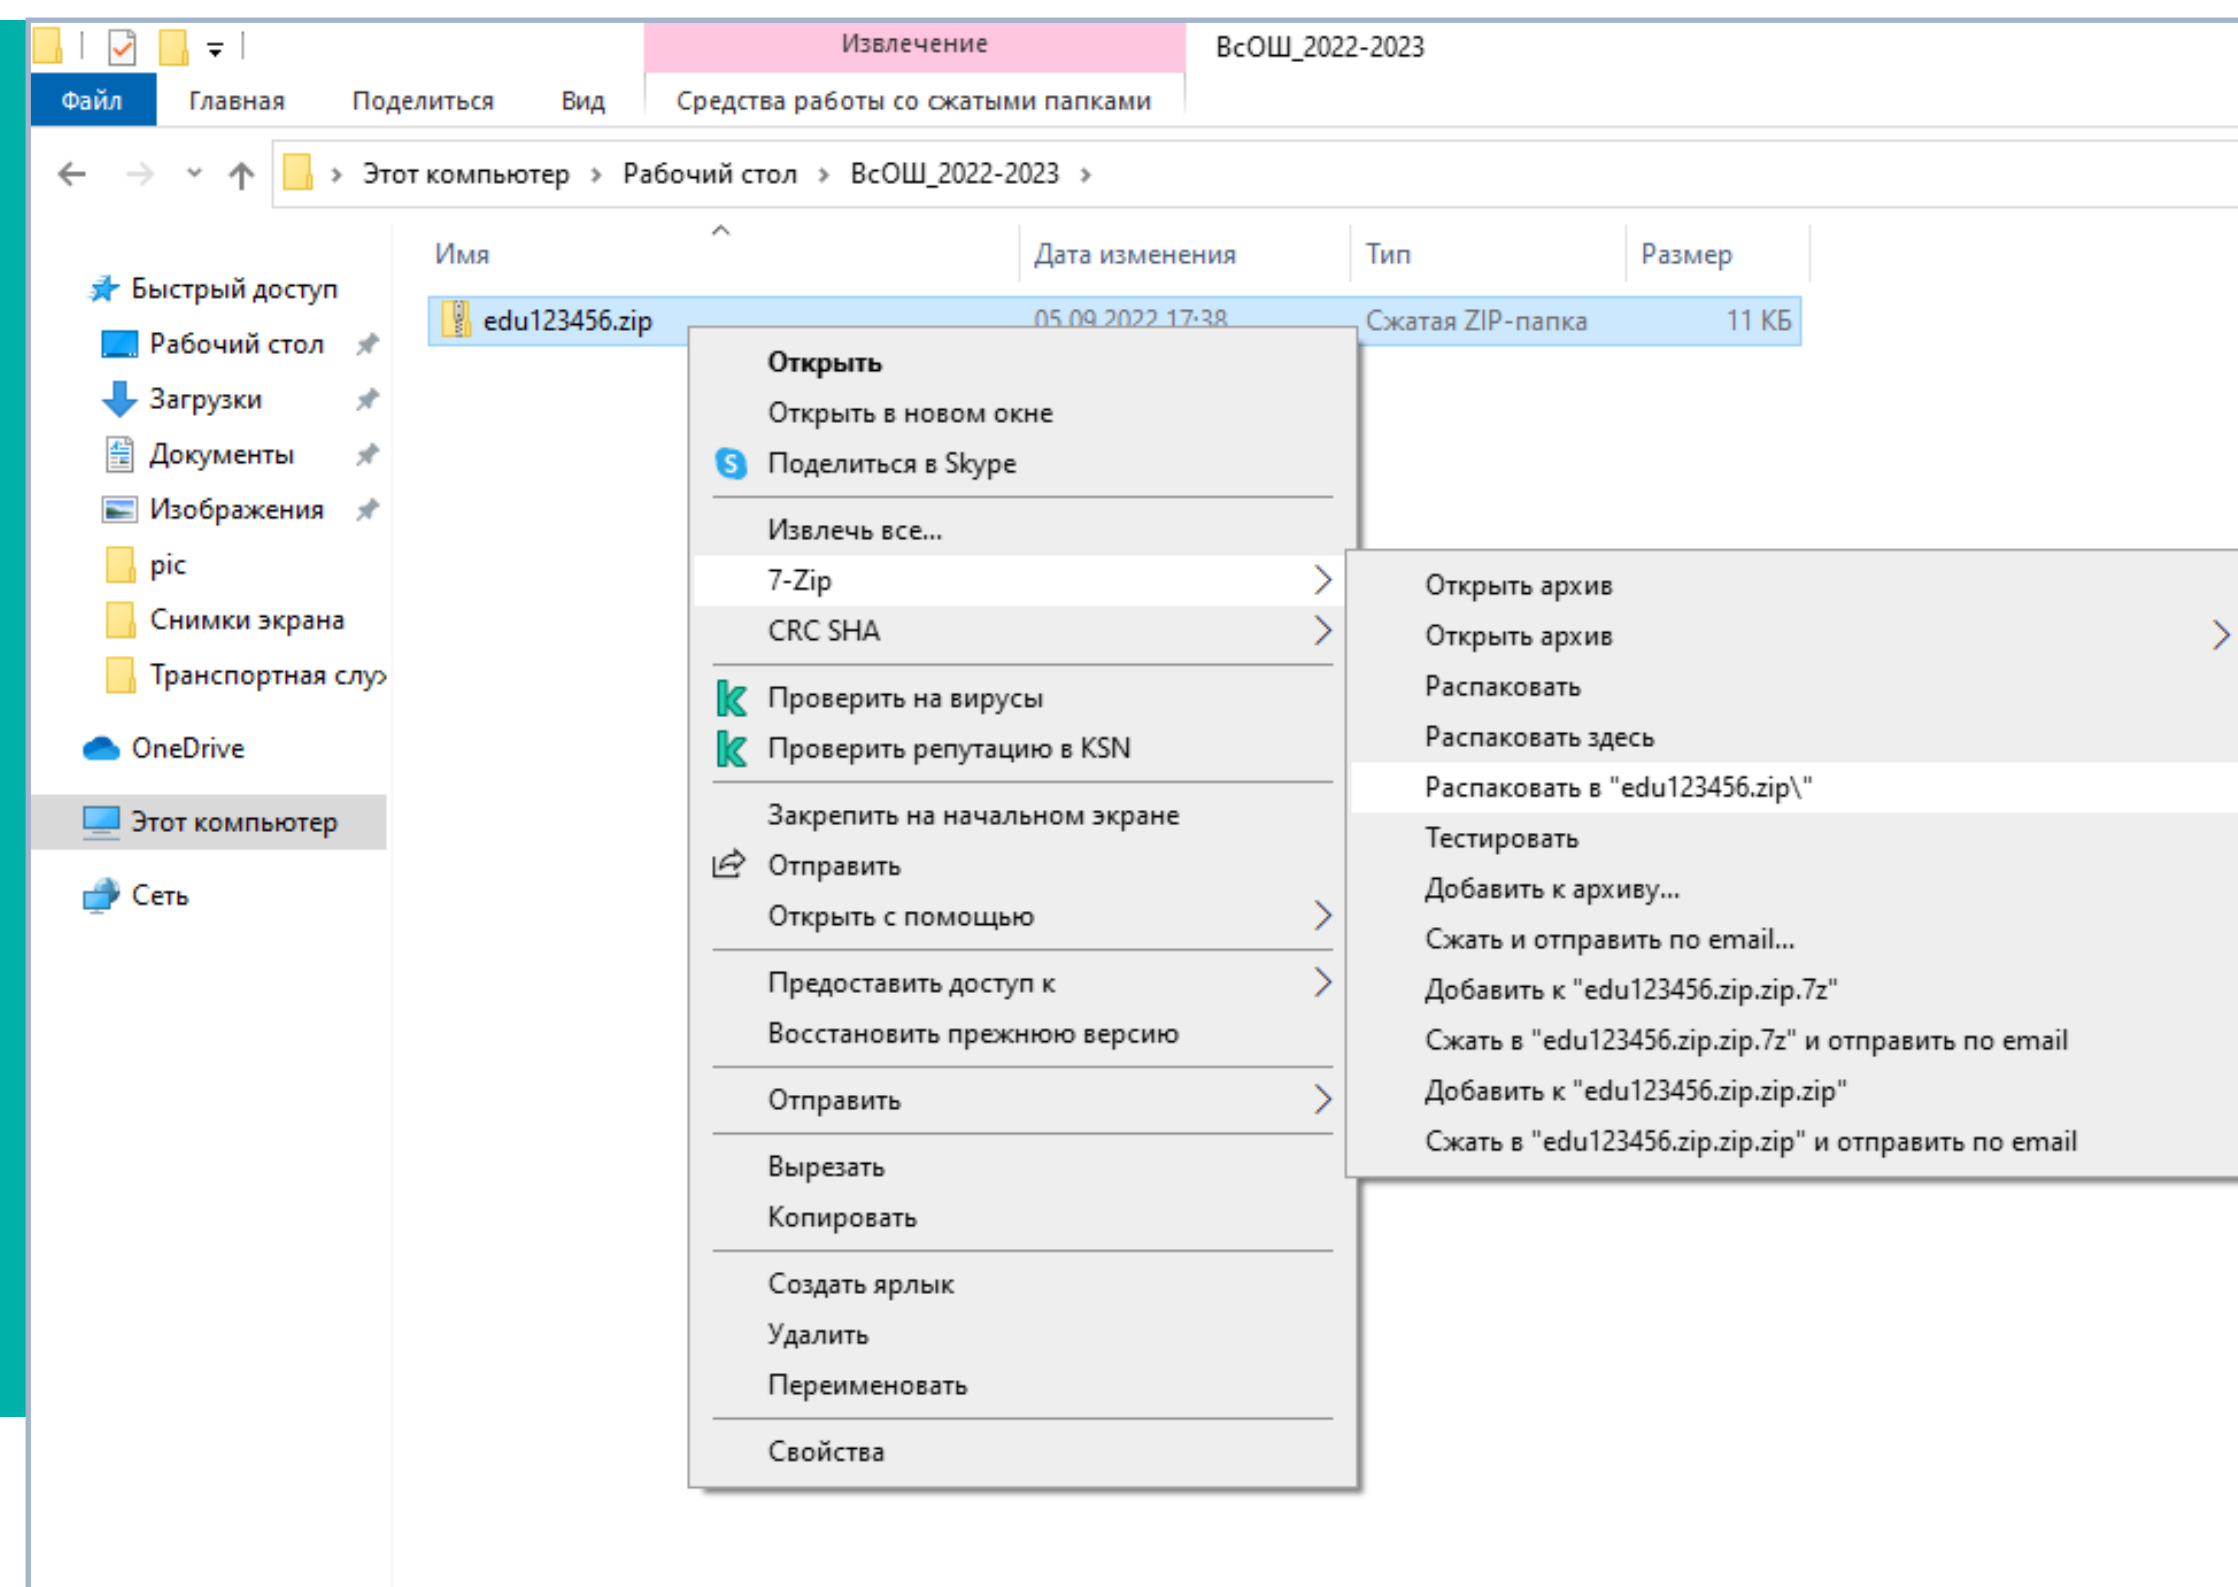 Извлечение
ВсОШ_2022-2023
Файл
Главная
Поделиться
Вид
Средства работы со сжатыми папками
Этот компьютер
Рабочий стол
ВсОШ_2022-2023
Имя
Дата изменения
Тип
Размер
Быстрый доступ
Рабочий стол
Загрузки
Документы
Изображения
pic
Снимки экрана
Транспортная
OneDrive
Этот компьютер
Сеть
edu123456.zip
05.09.2022 17:38
Сжатая ZIP-папка
11 КБ
Открыть
Открыть в новом окне
Поделиться в Skype
Извлечь все...
7-Zip
CRC SHA
Проверить на вирусы
Проверить репутацию в KSN
Закрепить на начальном экране
Отправить
Открыть с помощью
Предоставить доступ к
Восстановить прежнюю версию
Отправить
Вырезать
Копировать
Создать ярлык
Удалить
Переименовать
Свойства
Открыть архив
Открыть архив
Распаковать
Распаковать здесь
Распаковать в "edu123456.zip\"
Тестировать
Добавить к архиву...
Сжать и отправить по email...
Добавить к "edu123456.zip.zip.7z"
Сжать в "edu123456.zip.zip.7z" и отправить по email
Добавить к "edu123456.zip.zip.zip"
Сжать в "edu123456.zip.zip.zip" и отправить по email